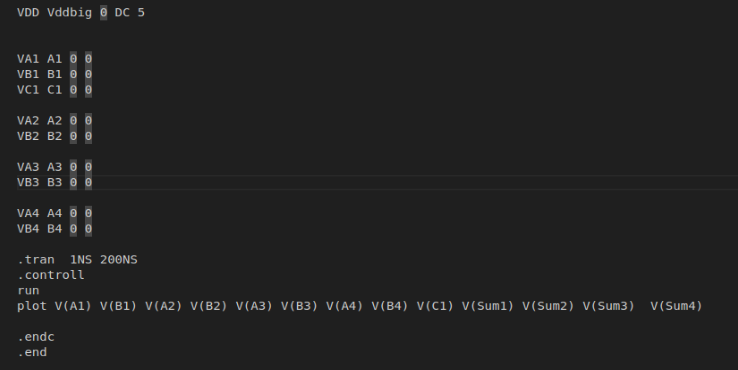 VDD Vddbig 0 DC 5
VA1 A1 0 0
VB1 B1 0 0
VC1 C1 0 0
VA2 A2 0 0
VB2 B2 0 0
VA3 A3 0 0
VB3 B3 0 0
VA4 A4 0 0
VB4 B4 0 0
.tran  1NS 200NS
.controll
run
plot V(A1) V(B1) V(A2) V(B2) V(A3) V(B3) V(A4) V(B4) V(C1) V(Sum1) V(Sum2) V(Sum3)  V(Sum4)
.endc
.end